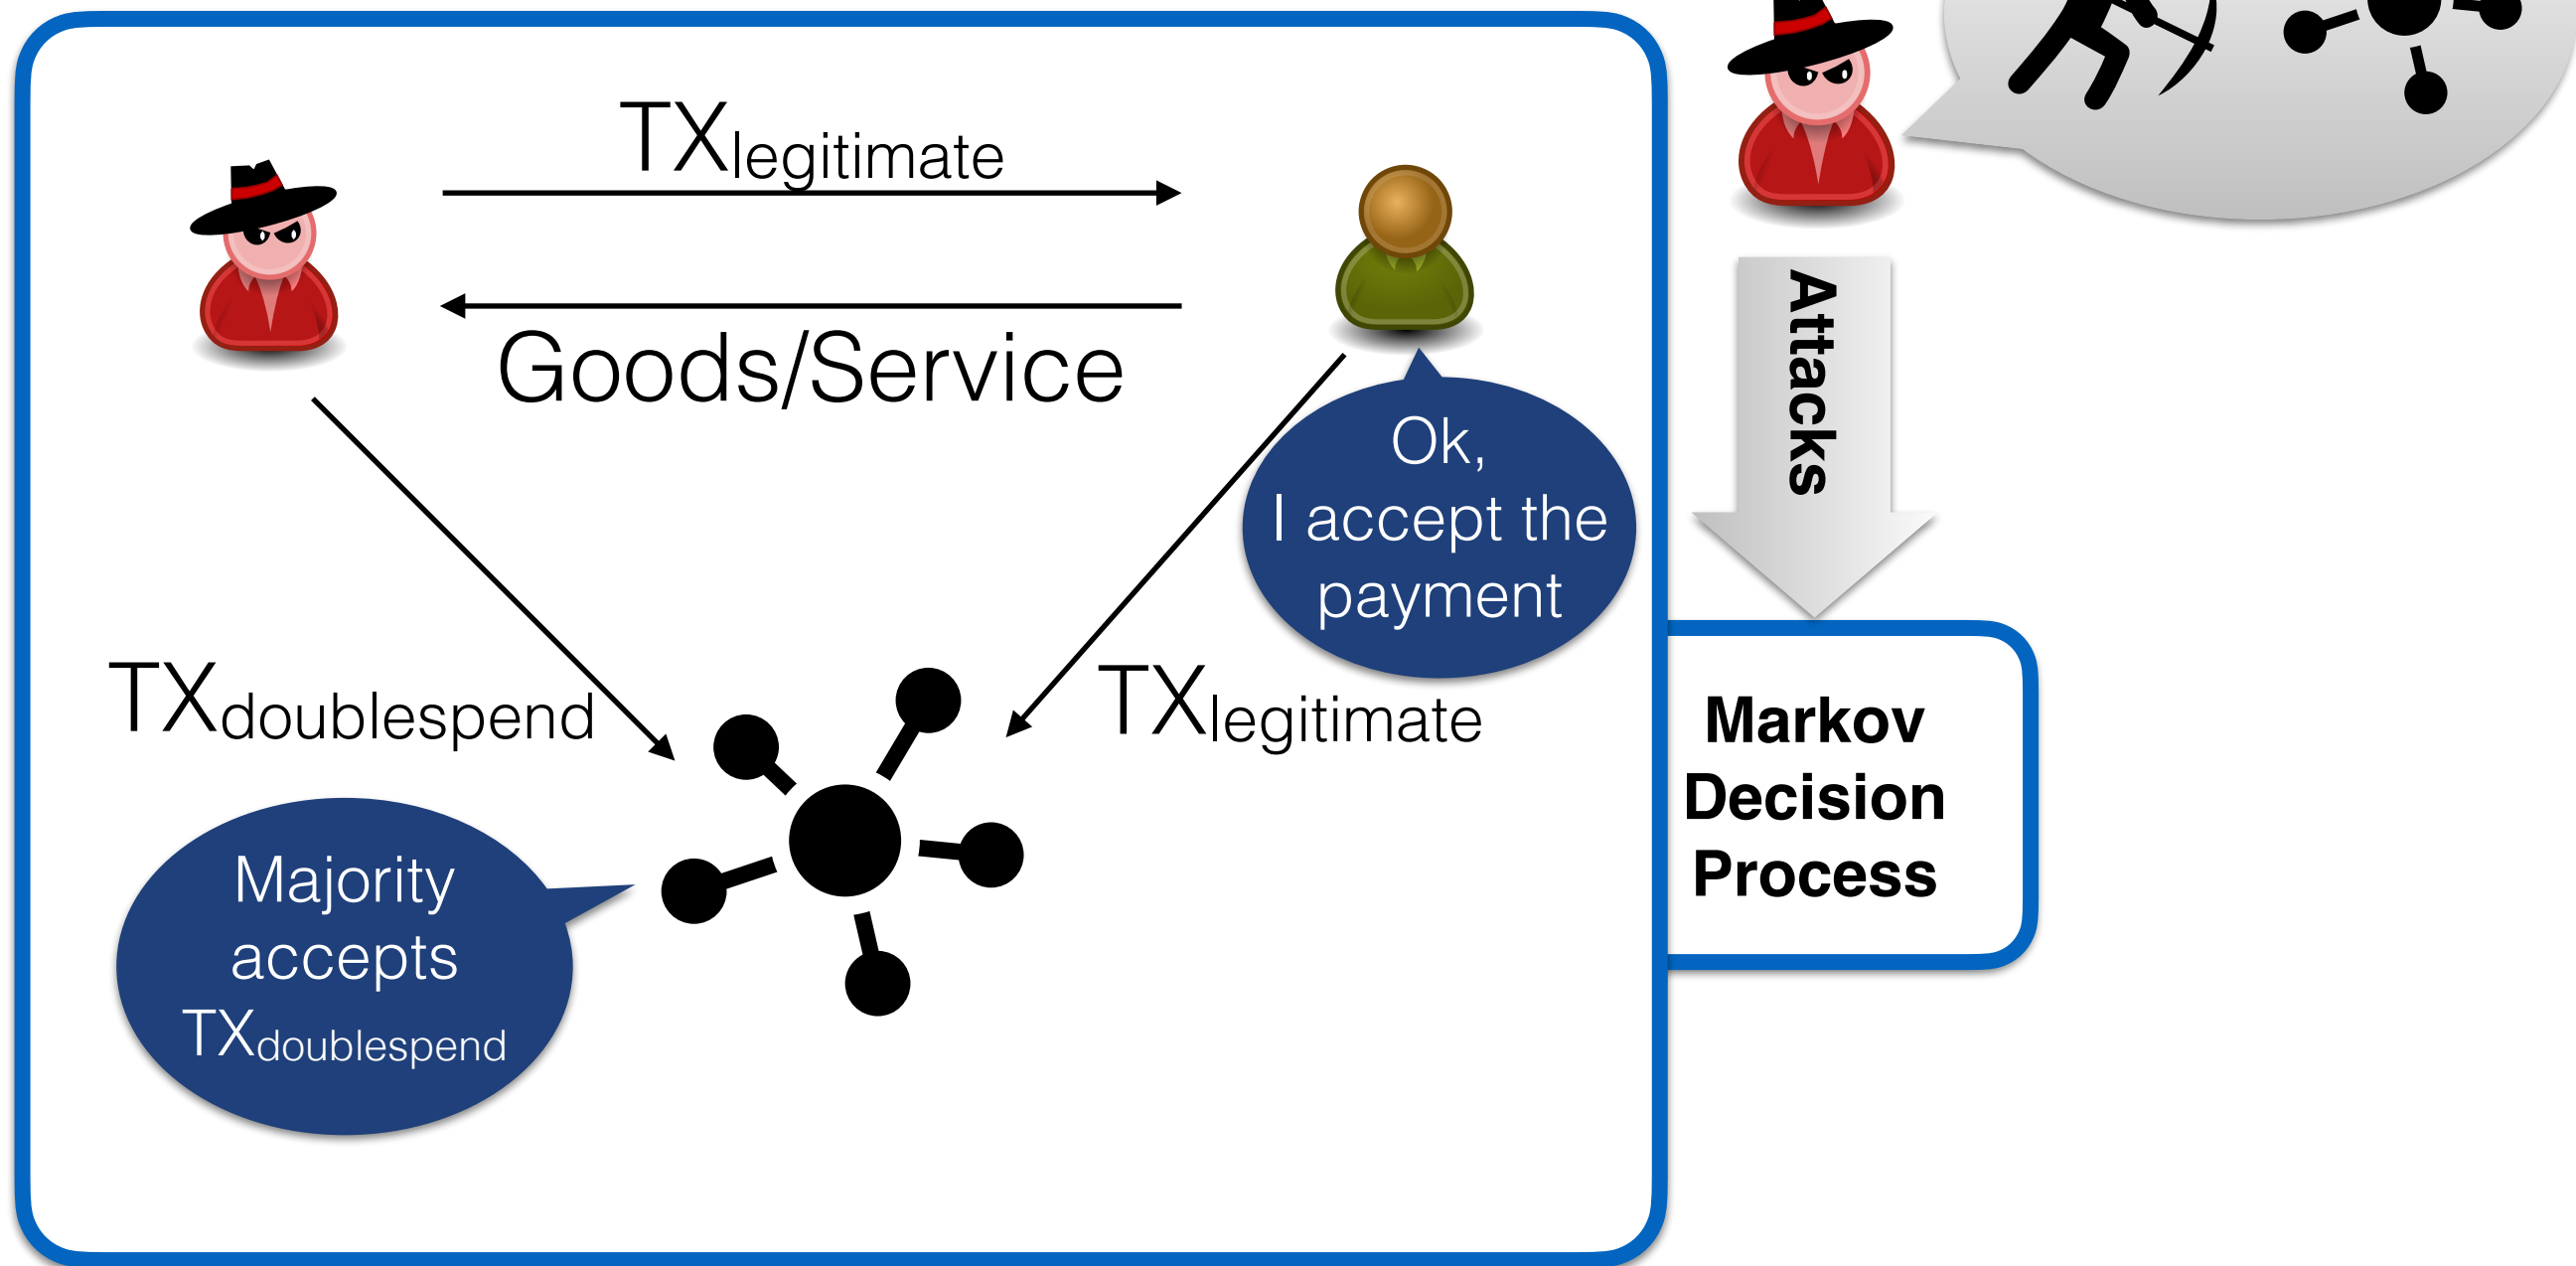 TXlegitimate
Goods/Service
Ok,
I accept the
payment
TXdoublespend
TXlegitimate
Majority
accepts
TXdoublespend
Attacks
Markov
Decision
Process